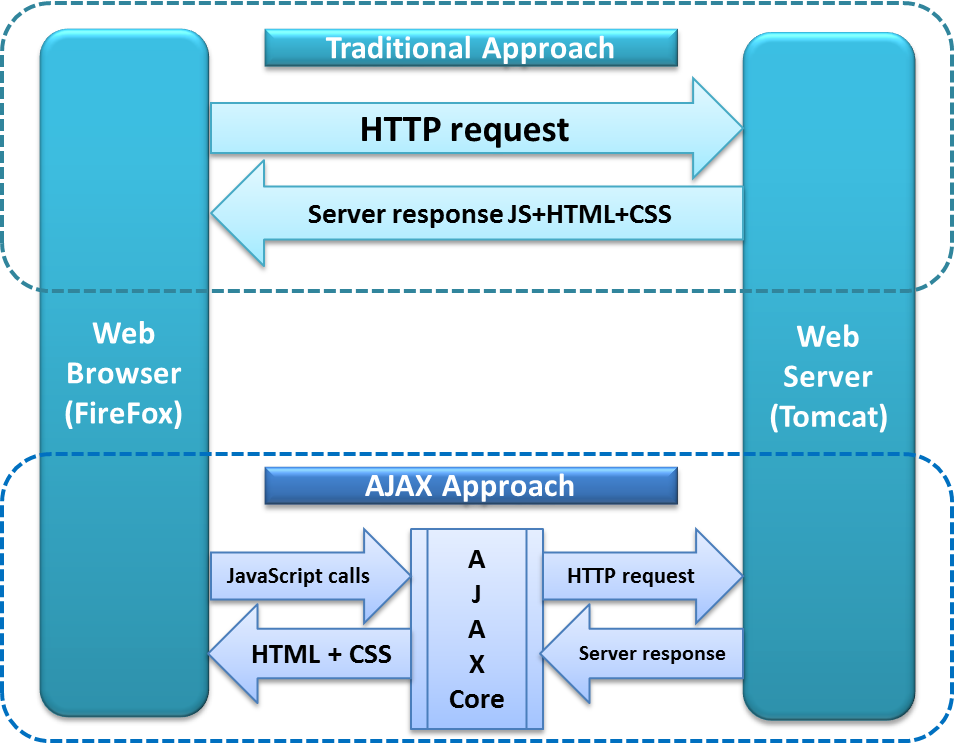 Traditional Approach
HTTP request
Server response JS+HTML+CSS
Web
Browser
(FireFox)
Web
Server
(Tomcat)
AJAX Approach
JavaScript calls
HTML + CSS
A
J
A
X
Core
HTTP request
Server response